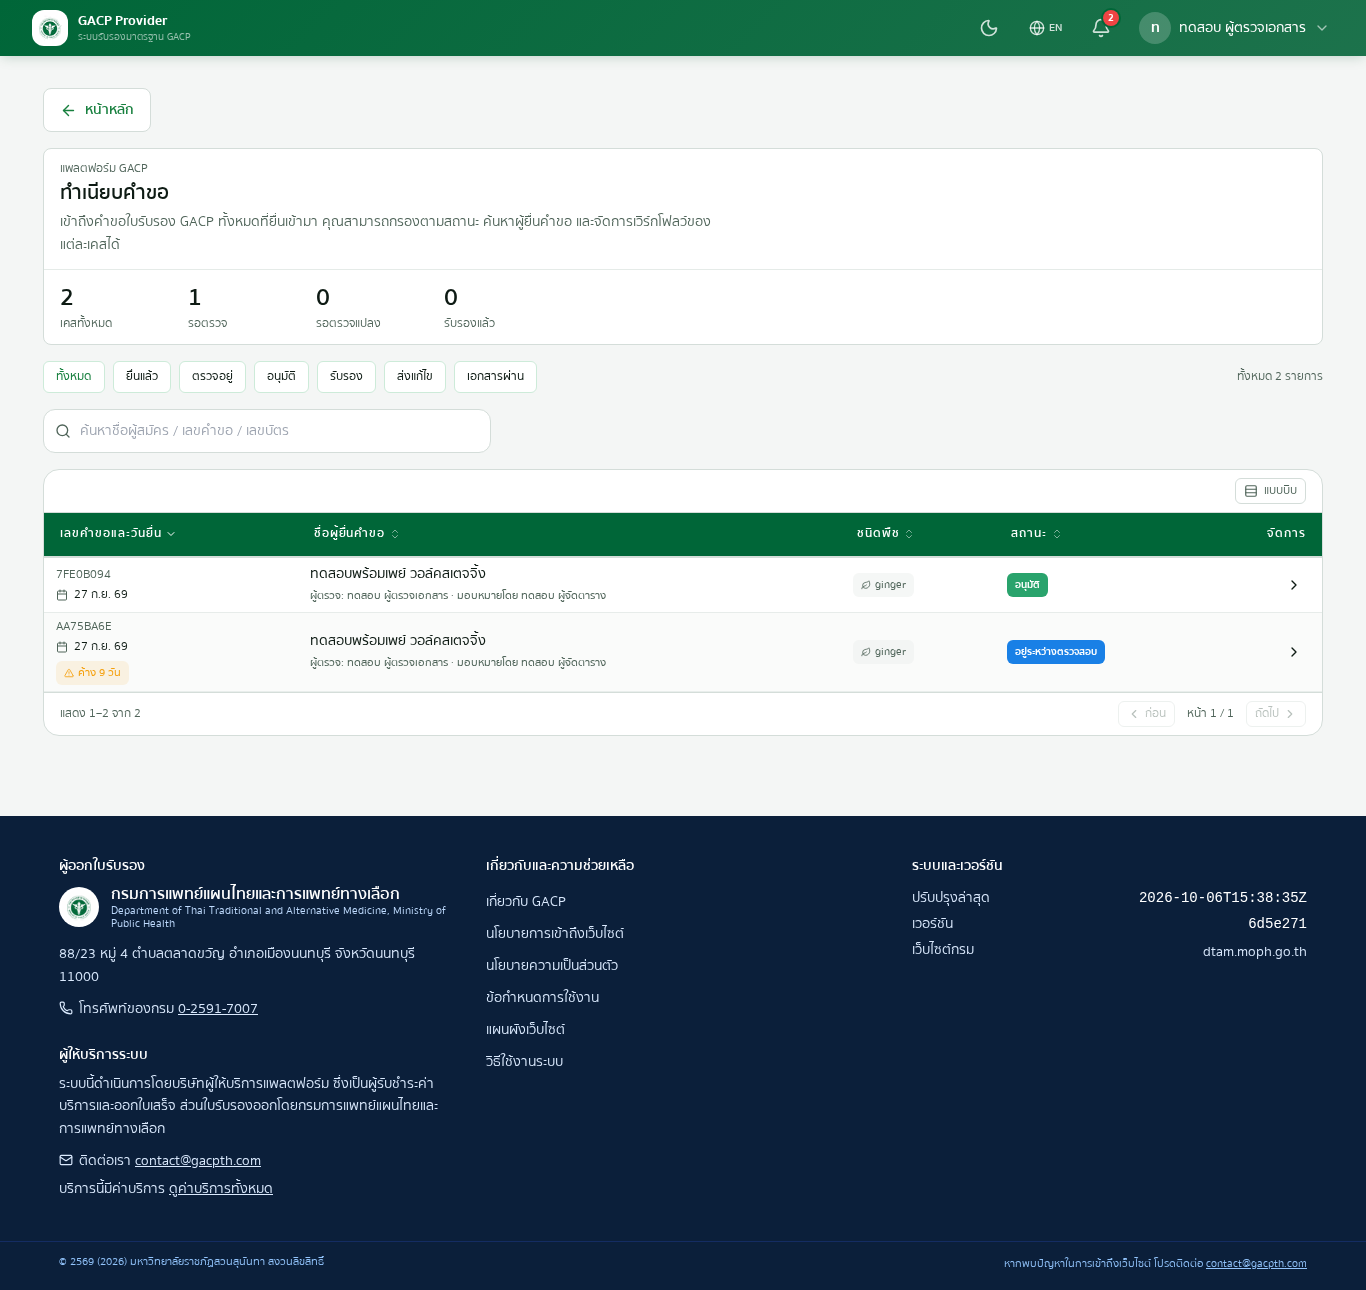 GACP Provider
ระบบรับรองมาตรฐาน GACP
EN
2
ท
ทดสอบ ผู้ตรวจเอกสาร
หน้าหลัก
แพลตฟอร์ม GACP
ทำเนียบคำขอ
เข้าถึงคำขอใบรับรอง GACP ทั้งหมดที่ยื่นเข้ามา คุณสามารถกรองตามสถานะ ค้นหาผู้ยื่นคำขอ และจัดการเวิร์กโฟลว์ของ
แต่ละเคสได้
2 1 0 0
เคสทั้งหมด รอตรวจ รอตรวจแปลง รับรองแล้ว
ทั้งหมด ยื่นแล้ว ตรวจอยู่ อนุมัติ รับรอง ส่งแก้ไข เอกสารผ่าน ทั้งหมด 2 รายการ
ค้นหาชื่อผู้สมัคร / เลขคำขอ / เลขบัตร
แบบบีบ
เลขคำขอและวันยื่น ชื่อผู้ยื่นคำขอ ชนิดพืช สถานะ จัดการ
7FE0B094
27 ก.ย. 69
ทดสอบพร้อมเพย์ วอล์คสเตจจิ้ง
ผู้ตรวจ: ทดสอบ ผู้ตรวจเอกสาร · มอบหมายโดย ทดสอบ ผู้จัดตาราง
ginger
อนุมัติ
AA75BA6E
27 ก.ย. 69
ค้าง 9 วัน
ทดสอบพร้อมเพย์ วอล์คสเตจจิ้ง
ผู้ตรวจ: ทดสอบ ผู้ตรวจเอกสาร · มอบหมายโดย ทดสอบ ผู้จัดตาราง
ginger
อยู่ระหว่างตรวจสอบ
แสดง 1–2 จาก 2
ก่อน หน้า 1 / 1 ถัดไป
ผู้ออกใบรับรอง
กรมการแพทย์แผนไทยและการแพทย์ทางเลือก
Department of Thai Traditional and Alternative Medicine, Ministry of
Public Health
88/23 หมู่ 4 ตำบลตลาดขวัญ อำเภอเมืองนนทบุรี จังหวัดนนทบุรี
11000
โทรศัพท์ของกรม 0-2591-7007
ผู้ให้บริการระบบ
ระบบนี้ดำเนินการโดยบริษัทผู้ให้บริการแพลตฟอร์ม ซึ่งเป็นผู้รับชำระค่า
บริการและออกใบเสร็จ ส่วนใบรับรองออกโดยกรมการแพทย์แผนไทยและ
การแพทย์ทางเลือก
ติดต่อเรา contact@gacpth.com
บริการนี้มีค่าบริการ ดูค่าบริการทั้งหมด
เกี่ยวกับและความช่วยเหลือ
เกี่ยวกับ GACP
นโยบายการเข้าถึงเว็บไซต์
นโยบายความเป็นส่วนตัว
ข้อกำหนดการใช้งาน
แผนผังเว็บไซต์
วิธีใช้งานระบบ
ระบบและเวอร์ชัน
ปรับปรุงล่าสุด 2026-10-06T15:38:35Z
เวอร์ชัน 6d5e271
เว็บไซต์กรม dtam.moph.go.th
© 2569 (2026) มหาวิทยาลัยราชภัฏสวนสุนันทา สงวนลิขสิทธิ์
หากพบปัญหาในการเข้าถึงเว็บไซต์ โปรดติดต่อ contact@gacpth.com